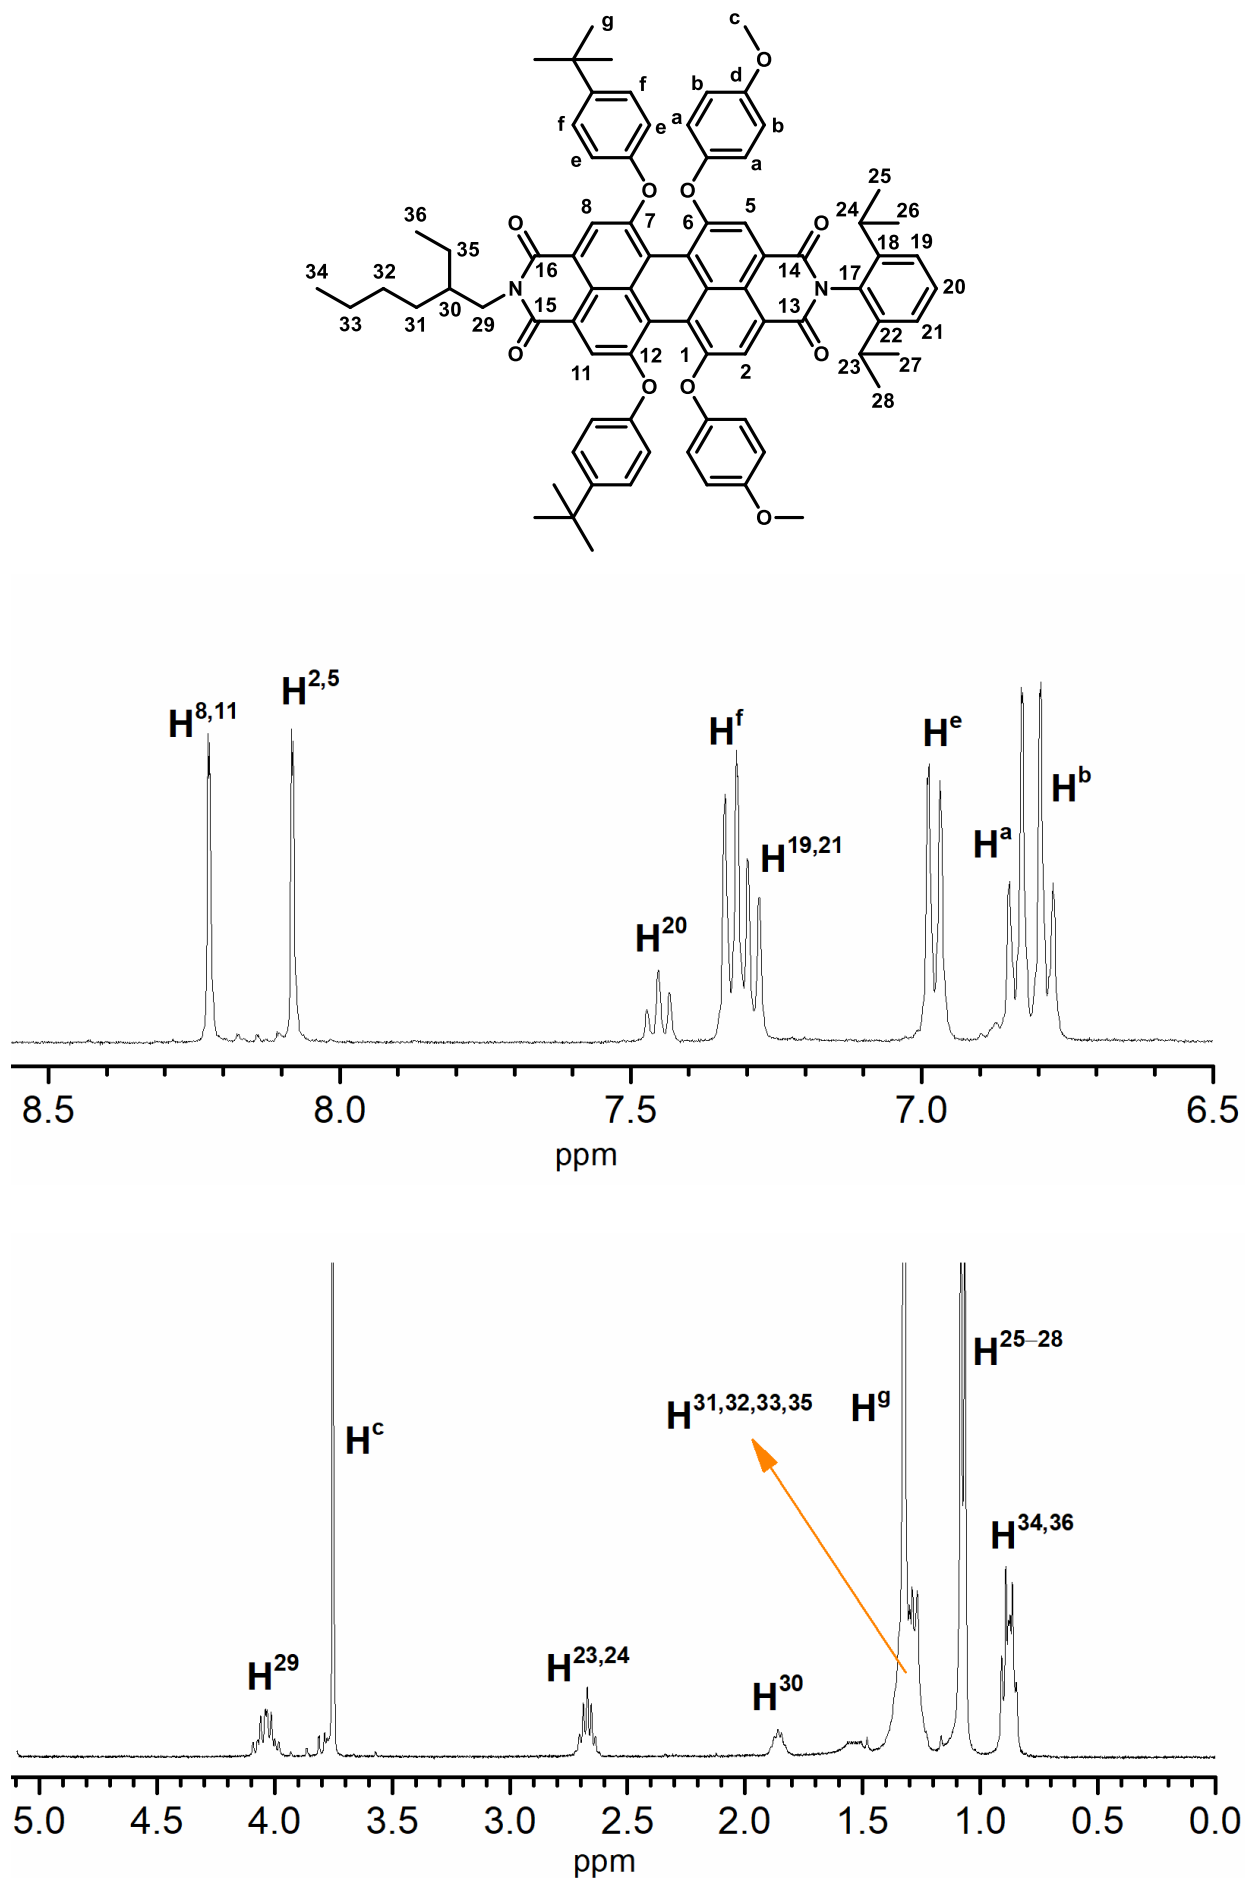 g c
O
f b d
a
f e b
e a
25
O O
36 8 5 24 26
O 7 6 O 18 19
35
34 32 16 14 17
N N 20
30 15 13
33 31 29 22 21
O 12 1 O 23 27
11 2
O O 28
O
H8,11 H2,5 Hf He Hb
Ha
H19,21
H20
8.5 8.0 7.5 7.0 6.5
ppm
H25–28
H31,32,33,35 Hg
Hc
H34,36
H29 H23,24 H30
5.0 4.5 4.0 3.5 3.0 2.5 2.0 1.5 1.0 0.5 0.0
ppm